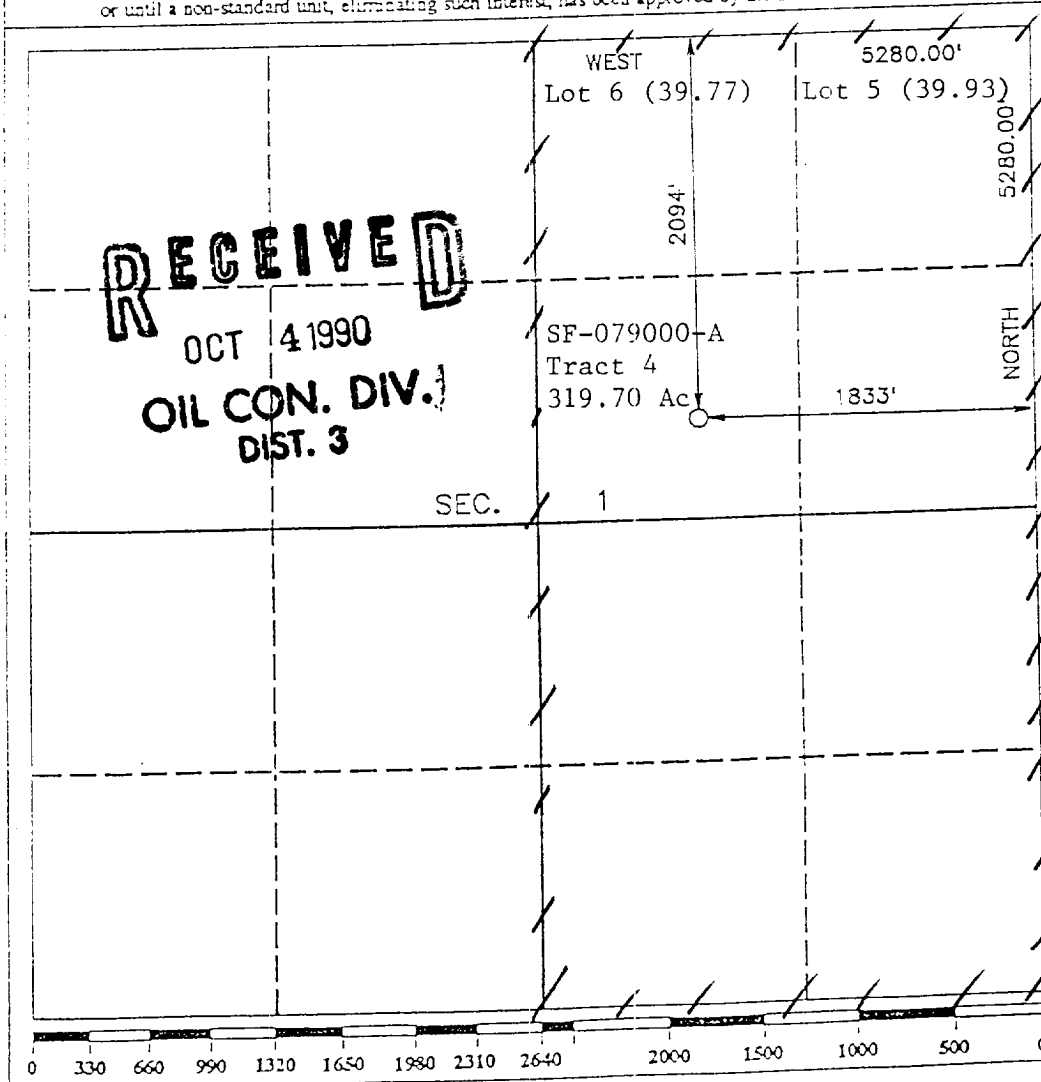 or until a non-standard unit, eliminating such interest, has been approved by the
WEST 5280.00'
Lot 6 (39.77) Lot 5 (39.93)
5280.00'
2094'
RECEIVED
OCT 4 1990
OIL CON. DIV.
DIST. 3
SF-079000-A
Tract 4
319.70 Ac
NORTH
1833'
SEC. 1
0 330 660 990 1320 1650 1980 2310 2640 2000 1500 1000 500 0